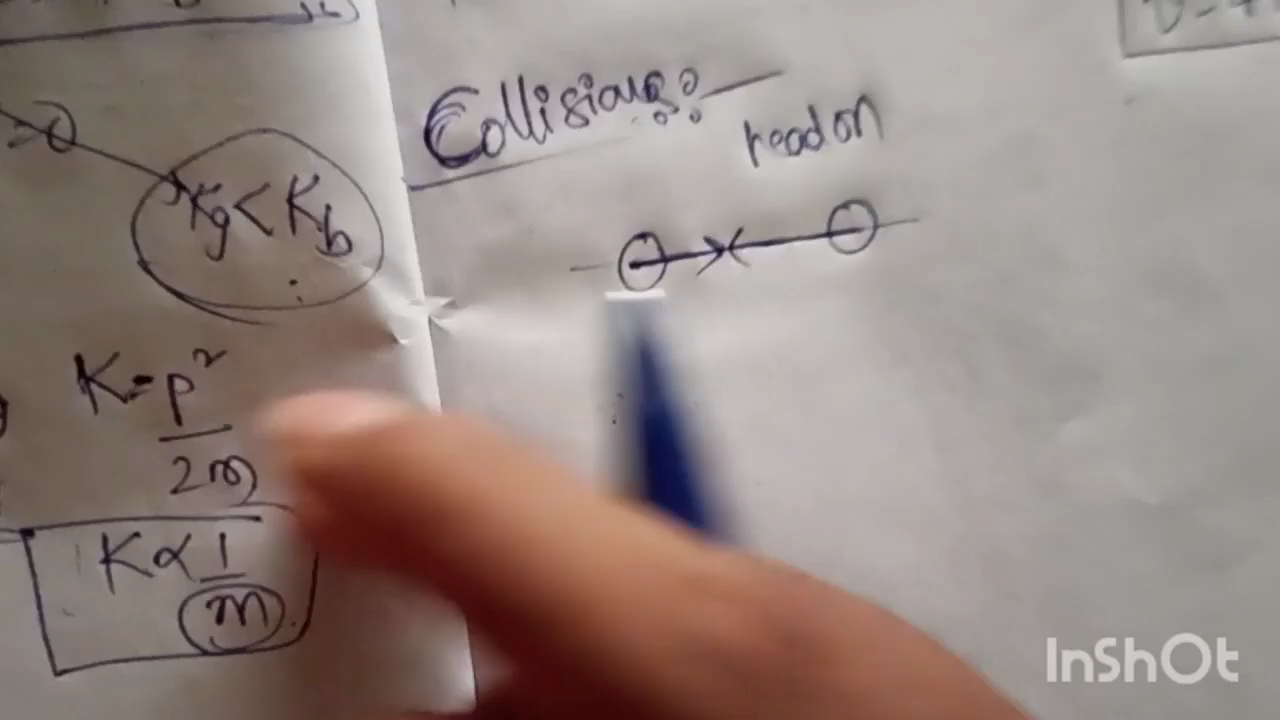 Kg < Kb
K = p²
2m
K ∝ 1
m
Collisions:-
head on
InShOt